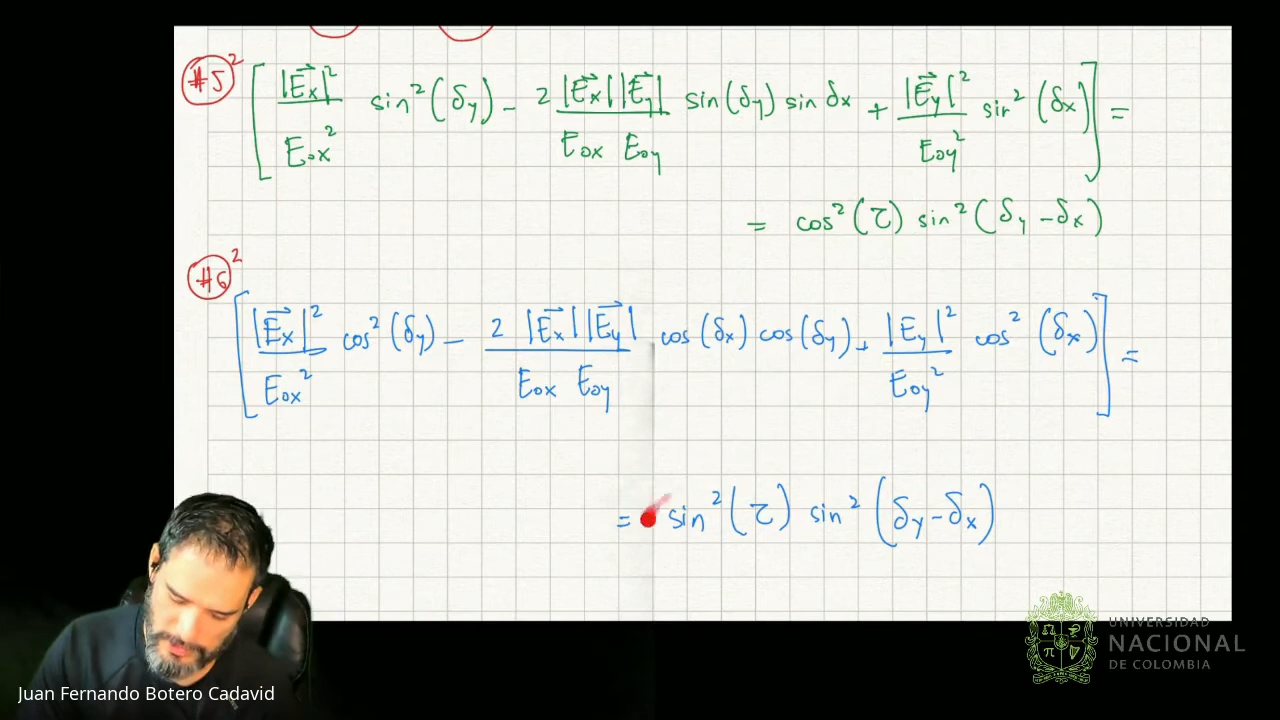 #5² [ |E⃗x|²/E₀x² sin²(δy) - 2 |E⃗x||E⃗y|/E₀x E₀y sin(δy) sin δx + |E⃗y|²/E₀y² sin²(δx) ] =
= cos²(τ) sin²(δy - δx)
#6² [ |E⃗x|²/E₀x² cos²(δy) - 2 |E⃗x||E⃗y|/E₀x E₀y cos(δx) cos(δy) + |Ey|²/E₀y² cos²(δx) ] =
= sin²(τ) sin²(δy - δx)
UNIVERSIDAD
NACIONAL
DE COLOMBIA
Juan Fernando Botero Cadavid